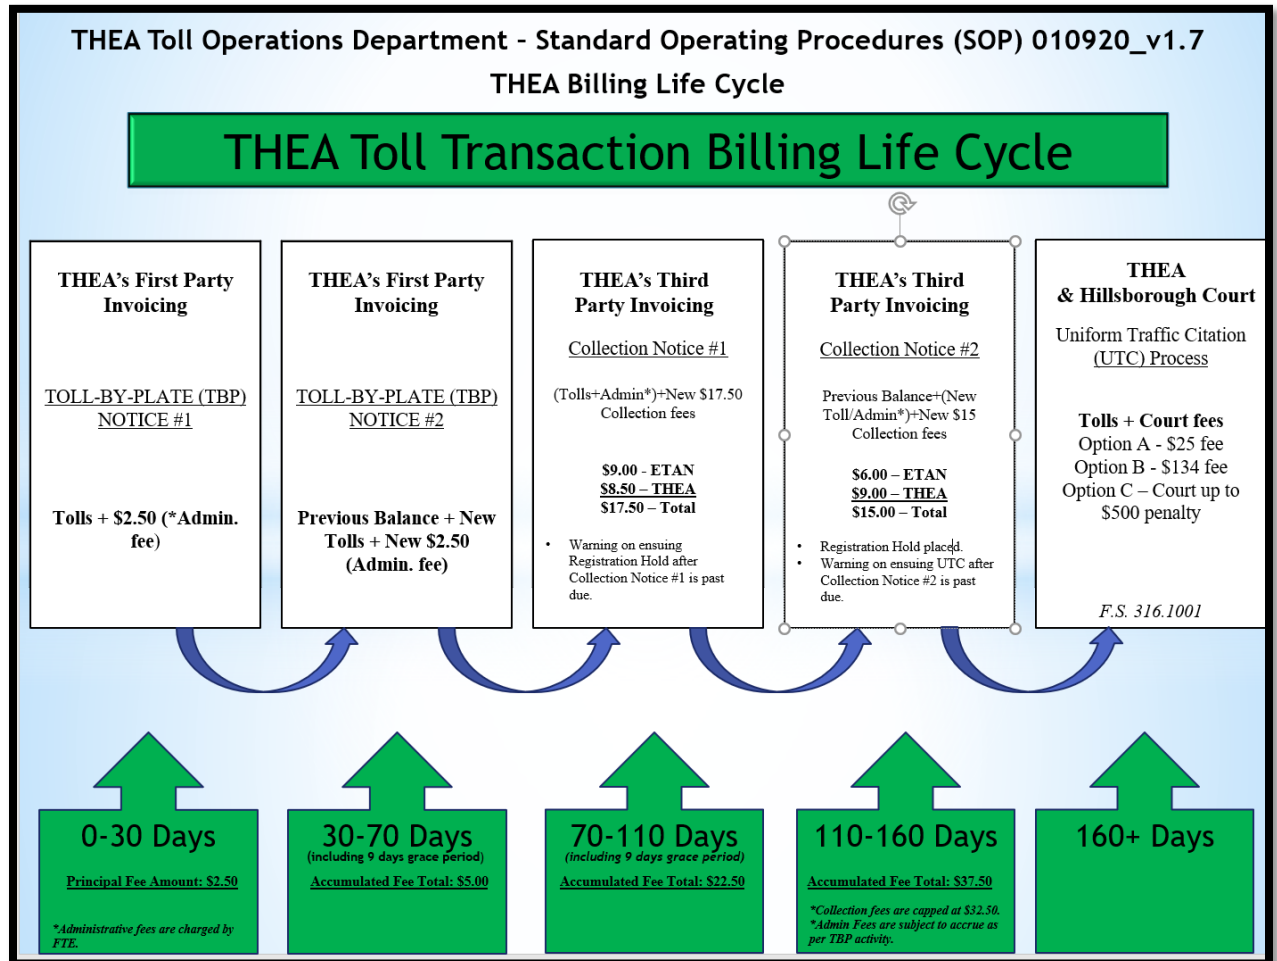 THEA Toll Operations Department – Standard Operating Procedures (SOP) 010920_v1.7
THEA Billing Life Cycle
THEA Toll Transaction Billing Life Cycle
THEA's First Party
Invoicing
TOLL-BY-PLATE (TBP)
NOTICE #1
Tolls + $2.50 (*Admin.
fee)
THEA's First Party
Invoicing
TOLL-BY-PLATE (TBP)
NOTICE #2
Previous Balance + New
Tolls + New $2.50
(Admin. fee)
THEA's Third
Party Invoicing
Collection Notice #1
(Tolls+Admin*)+New $17.50
Collection fees
$9.00 - ETAN
$8.50 – THEA
$17.50 – Total
• Warning on ensuing
Registration Hold after
Collection Notice #1 is past
due.
THEA's Third
Party Invoicing
Collection Notice #2
Previous Balance+(New
Toll/Admin*)+New $15
Collection fees
$6.00 – ETAN
$9.00 – THEA
$15.00 – Total
• Registration Hold placed.
• Warning on ensuing UTC after
Collection Notice #2 is past
due.
THEA
& Hillsborough Court
Uniform Traffic Citation
(UTC) Process
Tolls + Court fees
Option A - $25 fee
Option B - $134 fee
Option C – Court up to
$500 penalty
F.S. 316.1001
0-30 Days
Principal Fee Amount: $2.50
*Administrative fees are charged by
FTE.
30-70 Days
(including 9 days grace period)
Accumulated Fee Total: $5.00
70-110 Days
(including 9 days grace period)
Accumulated Fee Total: $22.50
110-160 Days
Accumulated Fee Total: $37.50
*Collection fees are capped at $32.50.
*Admin Fees are subject to accrue as
per TBP activity.
160+ Days